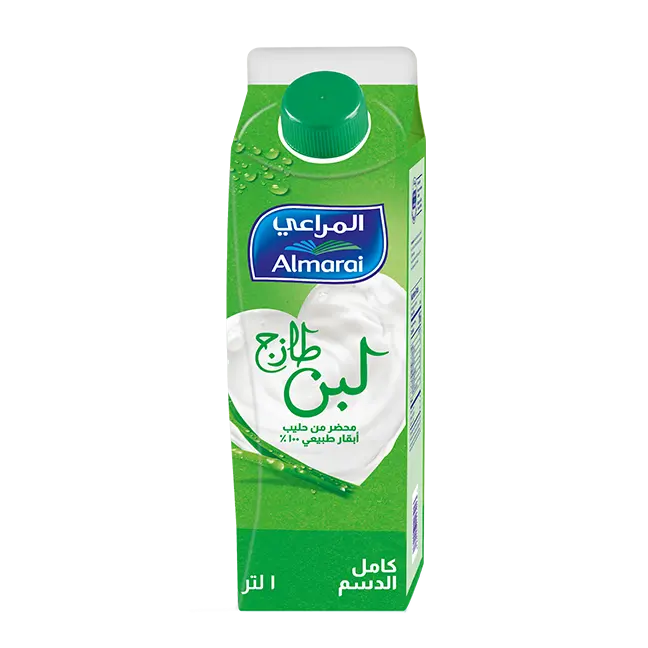 المراعي
Almarai
لبن طازج
محضر من حليب
أبقار طبيعي ١٠٠٪
كامل
الدسم
١ لتر